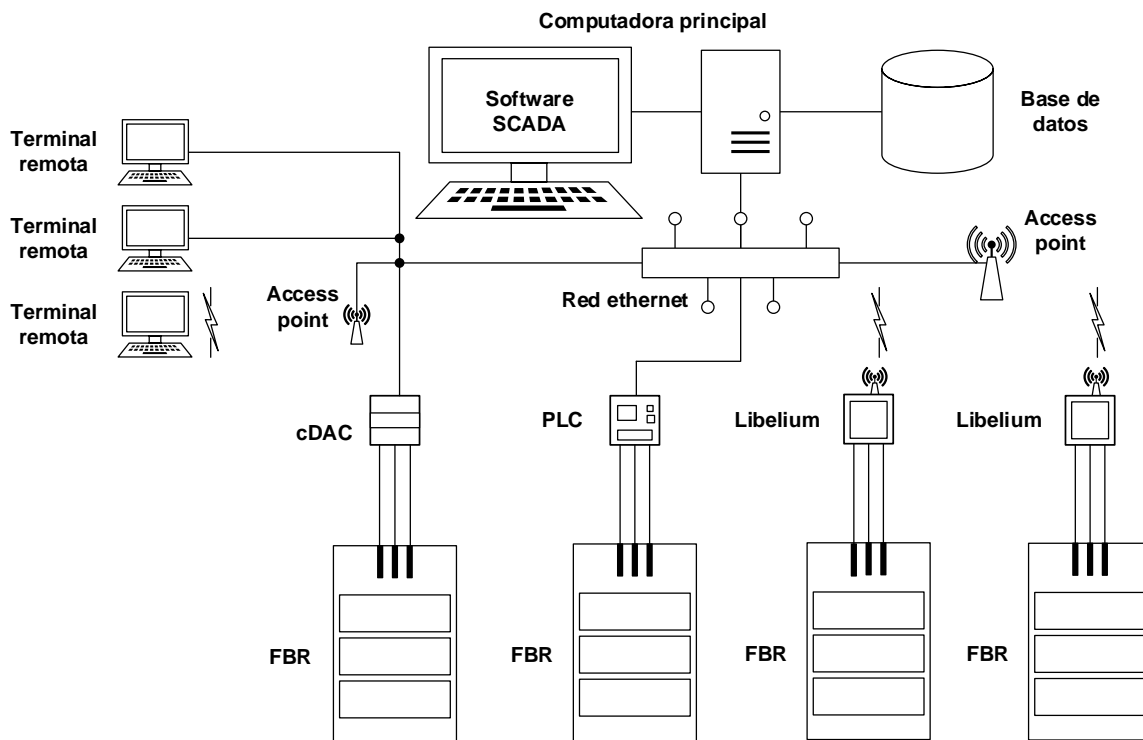 Computadora principal
Software
SCADA
Base de
datos
Terminal
remota
Terminal
remota
Terminal
remota
Access
point
Access
point
Red ethernet
cDAC
PLC
Libelium
Libelium
FBR
FBR
FBR
FBR